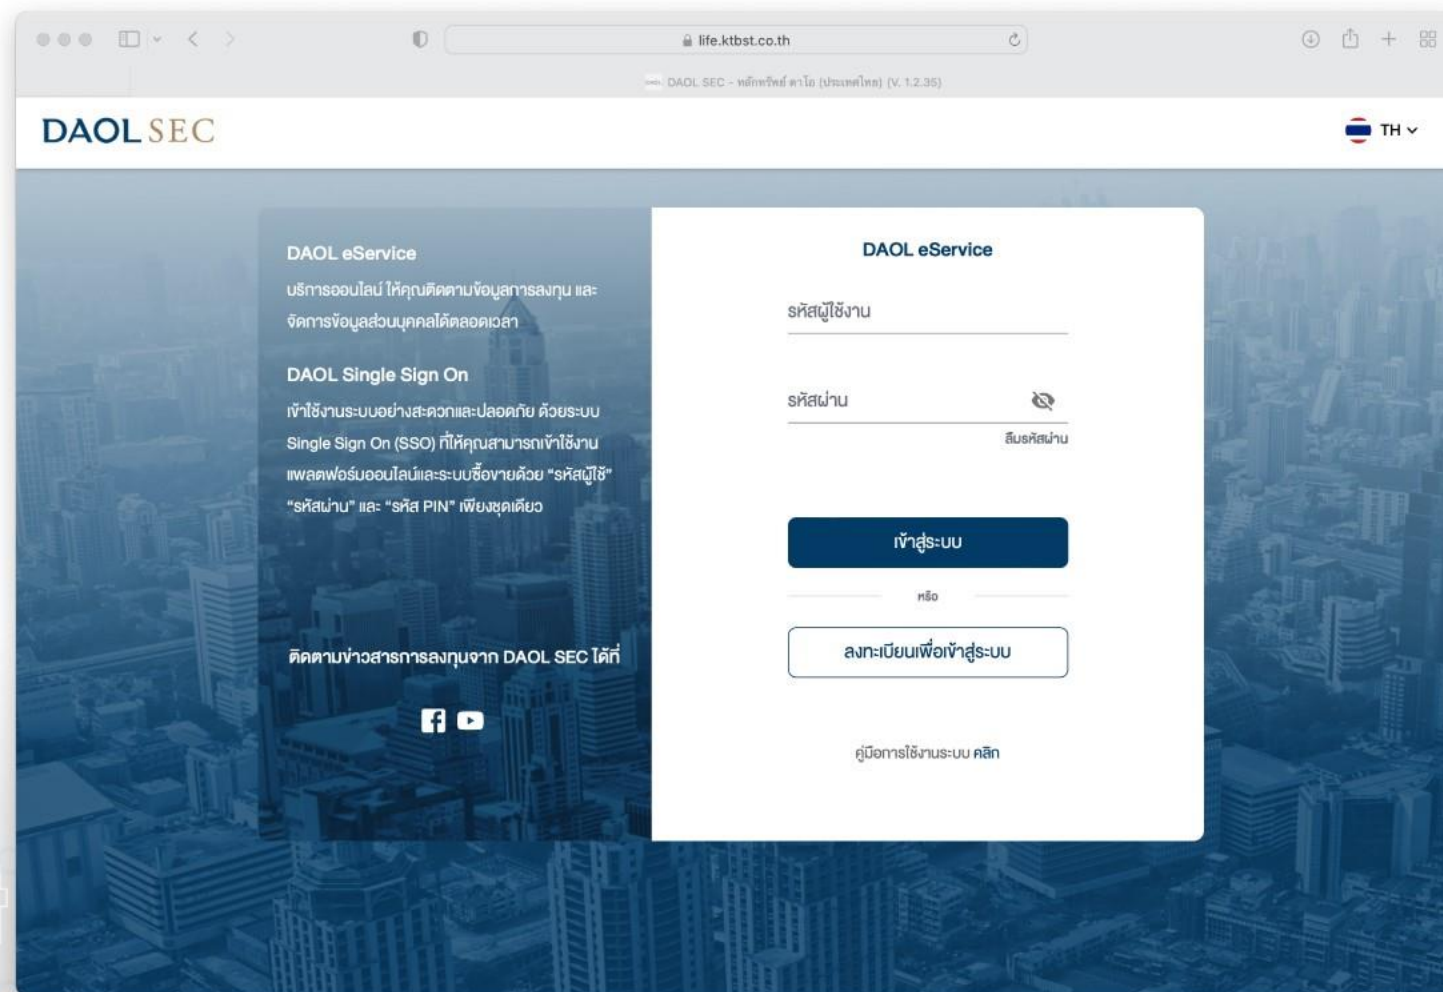 life.ktbst.co.th
DAOL SEC - หลักทรัพย์ ดาโอ (ประเทศไทย) (V. 1.2.35)
DAOL SEC
TH
DAOL eService
บริการออนไลน์ ให้คุณติดตามข้อมูลการลงทุน และ
จัดการข้อมูลส่วนบุคคลได้ตลอดเวลา
DAOL Single Sign On
เข้าใช้งานระบบอย่างสะดวกและปลอดภัย ด้วยระบบ
Single Sign On (SSO) ที่ให้คุณสามารถเข้าใช้งาน
แพลตฟอร์มออนไลน์และระบบซื้อขายด้วย “รหัสผู้ใช้”
“รหัสผ่าน” และ “รหัส PIN” เพียงชุดเดียว
ติดตามข่าวสารการลงทุนจาก DAOL SEC ได้ที่
DAOL eService
รหัสผู้ใช้งาน
รหัสผ่าน
ลืมรหัสผ่าน
เข้าสู่ระบบ
หรือ
ลงทะเบียนเพื่อเข้าสู่ระบบ
คู่มือการใช้งานระบบ คลิก